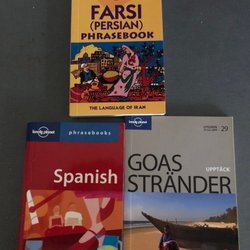 FARSI
(PERSIAN)
PHRASEBOOK
THE LANGUAGE OF IRAN
lonely planet
phrasebooks
Spanish
lonely planet
29
GOAS
UPPTÄCK
STRÄNDER